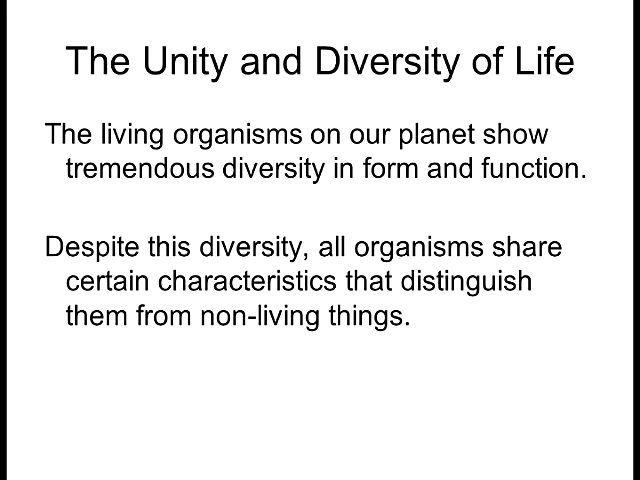 The Unity and Diversity of Life
The living organisms on our planet show
tremendous diversity in form and function.
Despite this diversity, all organisms share
certain characteristics that distinguish
them from non-living things.